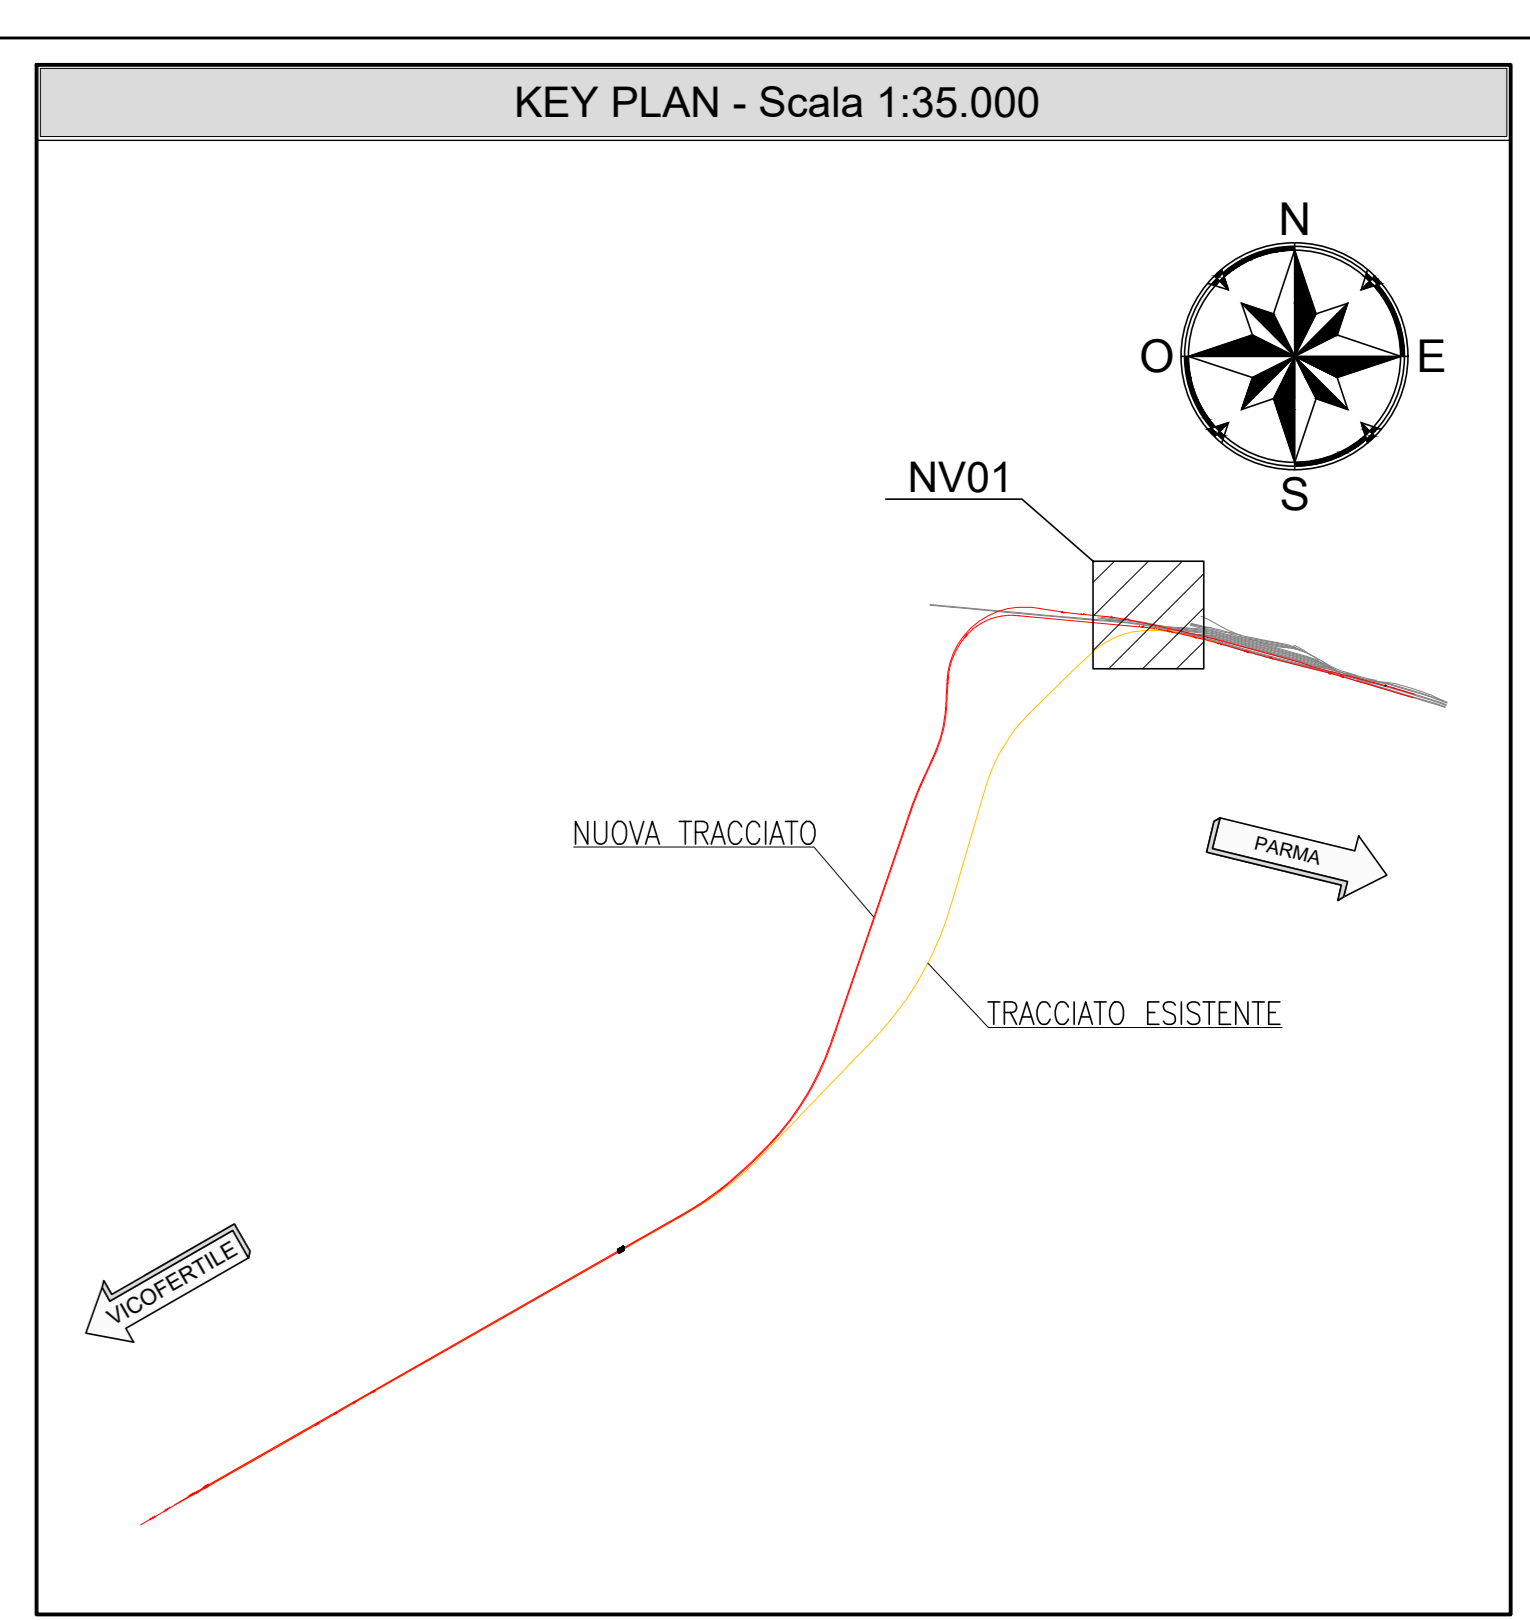 KEY PLAN - Scala 1:35.000
N
O
E
S
NV01
NUOVA TRACCIATO
PARMA
TRACCIATO ESISTENTE
VICOFERTILE